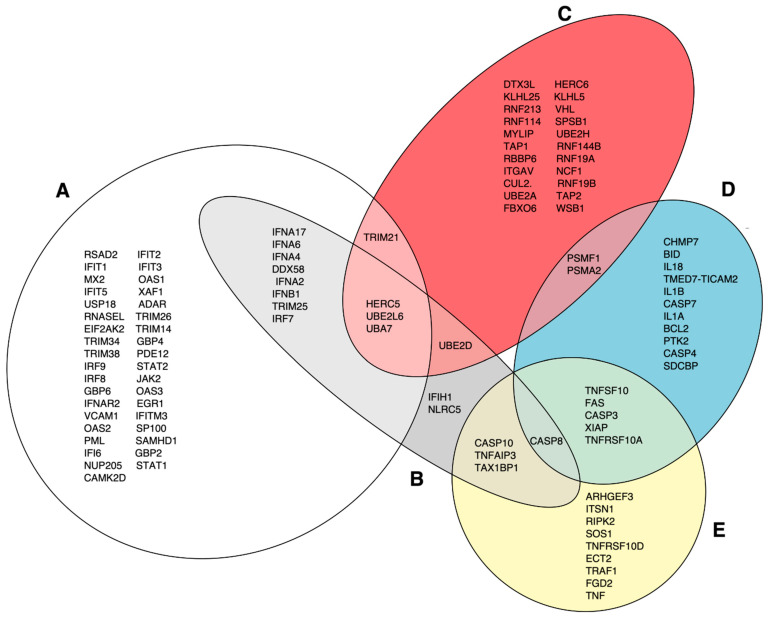 C
DTX3L HERC6
KLHL25 KLHL5
RNF213 VHL
RNF114 SPSB1
MYLIP UBE2H
TAP1 RNF144B
RBBP6 RNF19A
ITGAV NCF1
CUL2. RNF19B
UBE2A TAP2
FBXO6 WSB1
A
D
IFNA17
IFNA6
IFNA4
DDX58
IFNA2
IFNB1
TRIM25
IRF7
TRIM21
PSMF1
PSMA2
CHMP7
BID
IL18
TMED7-TICAM2
IL1B
CASP7
IL1A
BCL2
PTK2
CASP4
SDCBP
RSAD2 IFIT2
IFIT1 IFIT3
MX2 OAS1
IFIT5 XAF1
USP18 ADAR
RNASEL TRIM26
EIF2AK2 TRIM14
TRIM34 GBP4
TRIM38 PDE12
IRF9 STAT2
IRF8 JAK2
GBP6 OAS3
IFNAR2 EGR1
VCAM1 IFITM3
OAS2 SP100
PML SAMHD1
IFI6 GBP2
NUP205 STAT1
CAMK2D
HERC5
UBE2L6
UBA7
UBE2D
IFIH1
NLRC5
TNFSF10
FAS
CASP3
XIAP
TNFRSF10A
CASP10
TNFAIP3
TAX1BP1
CASP8
B
E
ARHGEF3
ITSN1
RIPK2
SOS1
TNFRSF10D
ECT2
TRAF1
FGD2
TNF